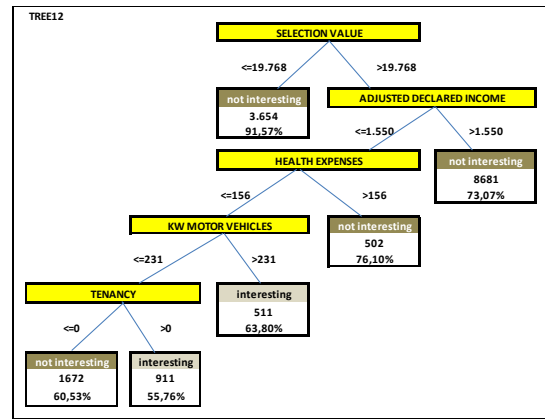 TREE12
SELECTION VALUE
<=19.768
>19.768
not interesting
3.654
91,57%
ADJUSTED DECLARED INCOME
<=1.550
>1.550
HEALTH EXPENSES
not interesting
8681
73,07%
<=156
>156
KW MOTOR VEHICLES
not interesting
502
76,10%
<=231
>231
TENANCY
interesting
511
63,80%
<=0
>0
not interesting
1672
60,53%
interesting
911
55,76%